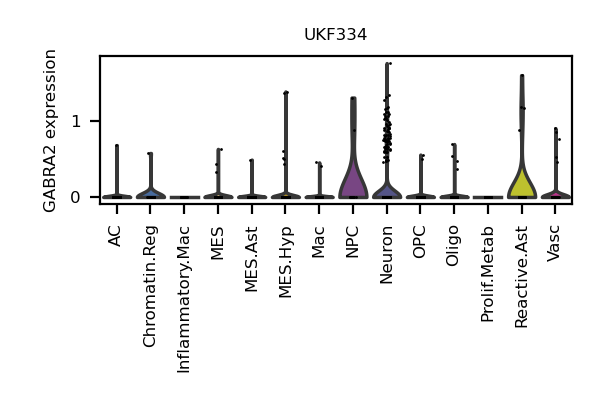 UKF334
GABRA2 expression
1
0
AC
Chromatin.Reg
Inflammatory.Mac
MES
MES.Ast
MES.Hyp
Mac
NPC
Neuron
OPC
Oligo
Prolif.Metab
Reactive.Ast
Vasc